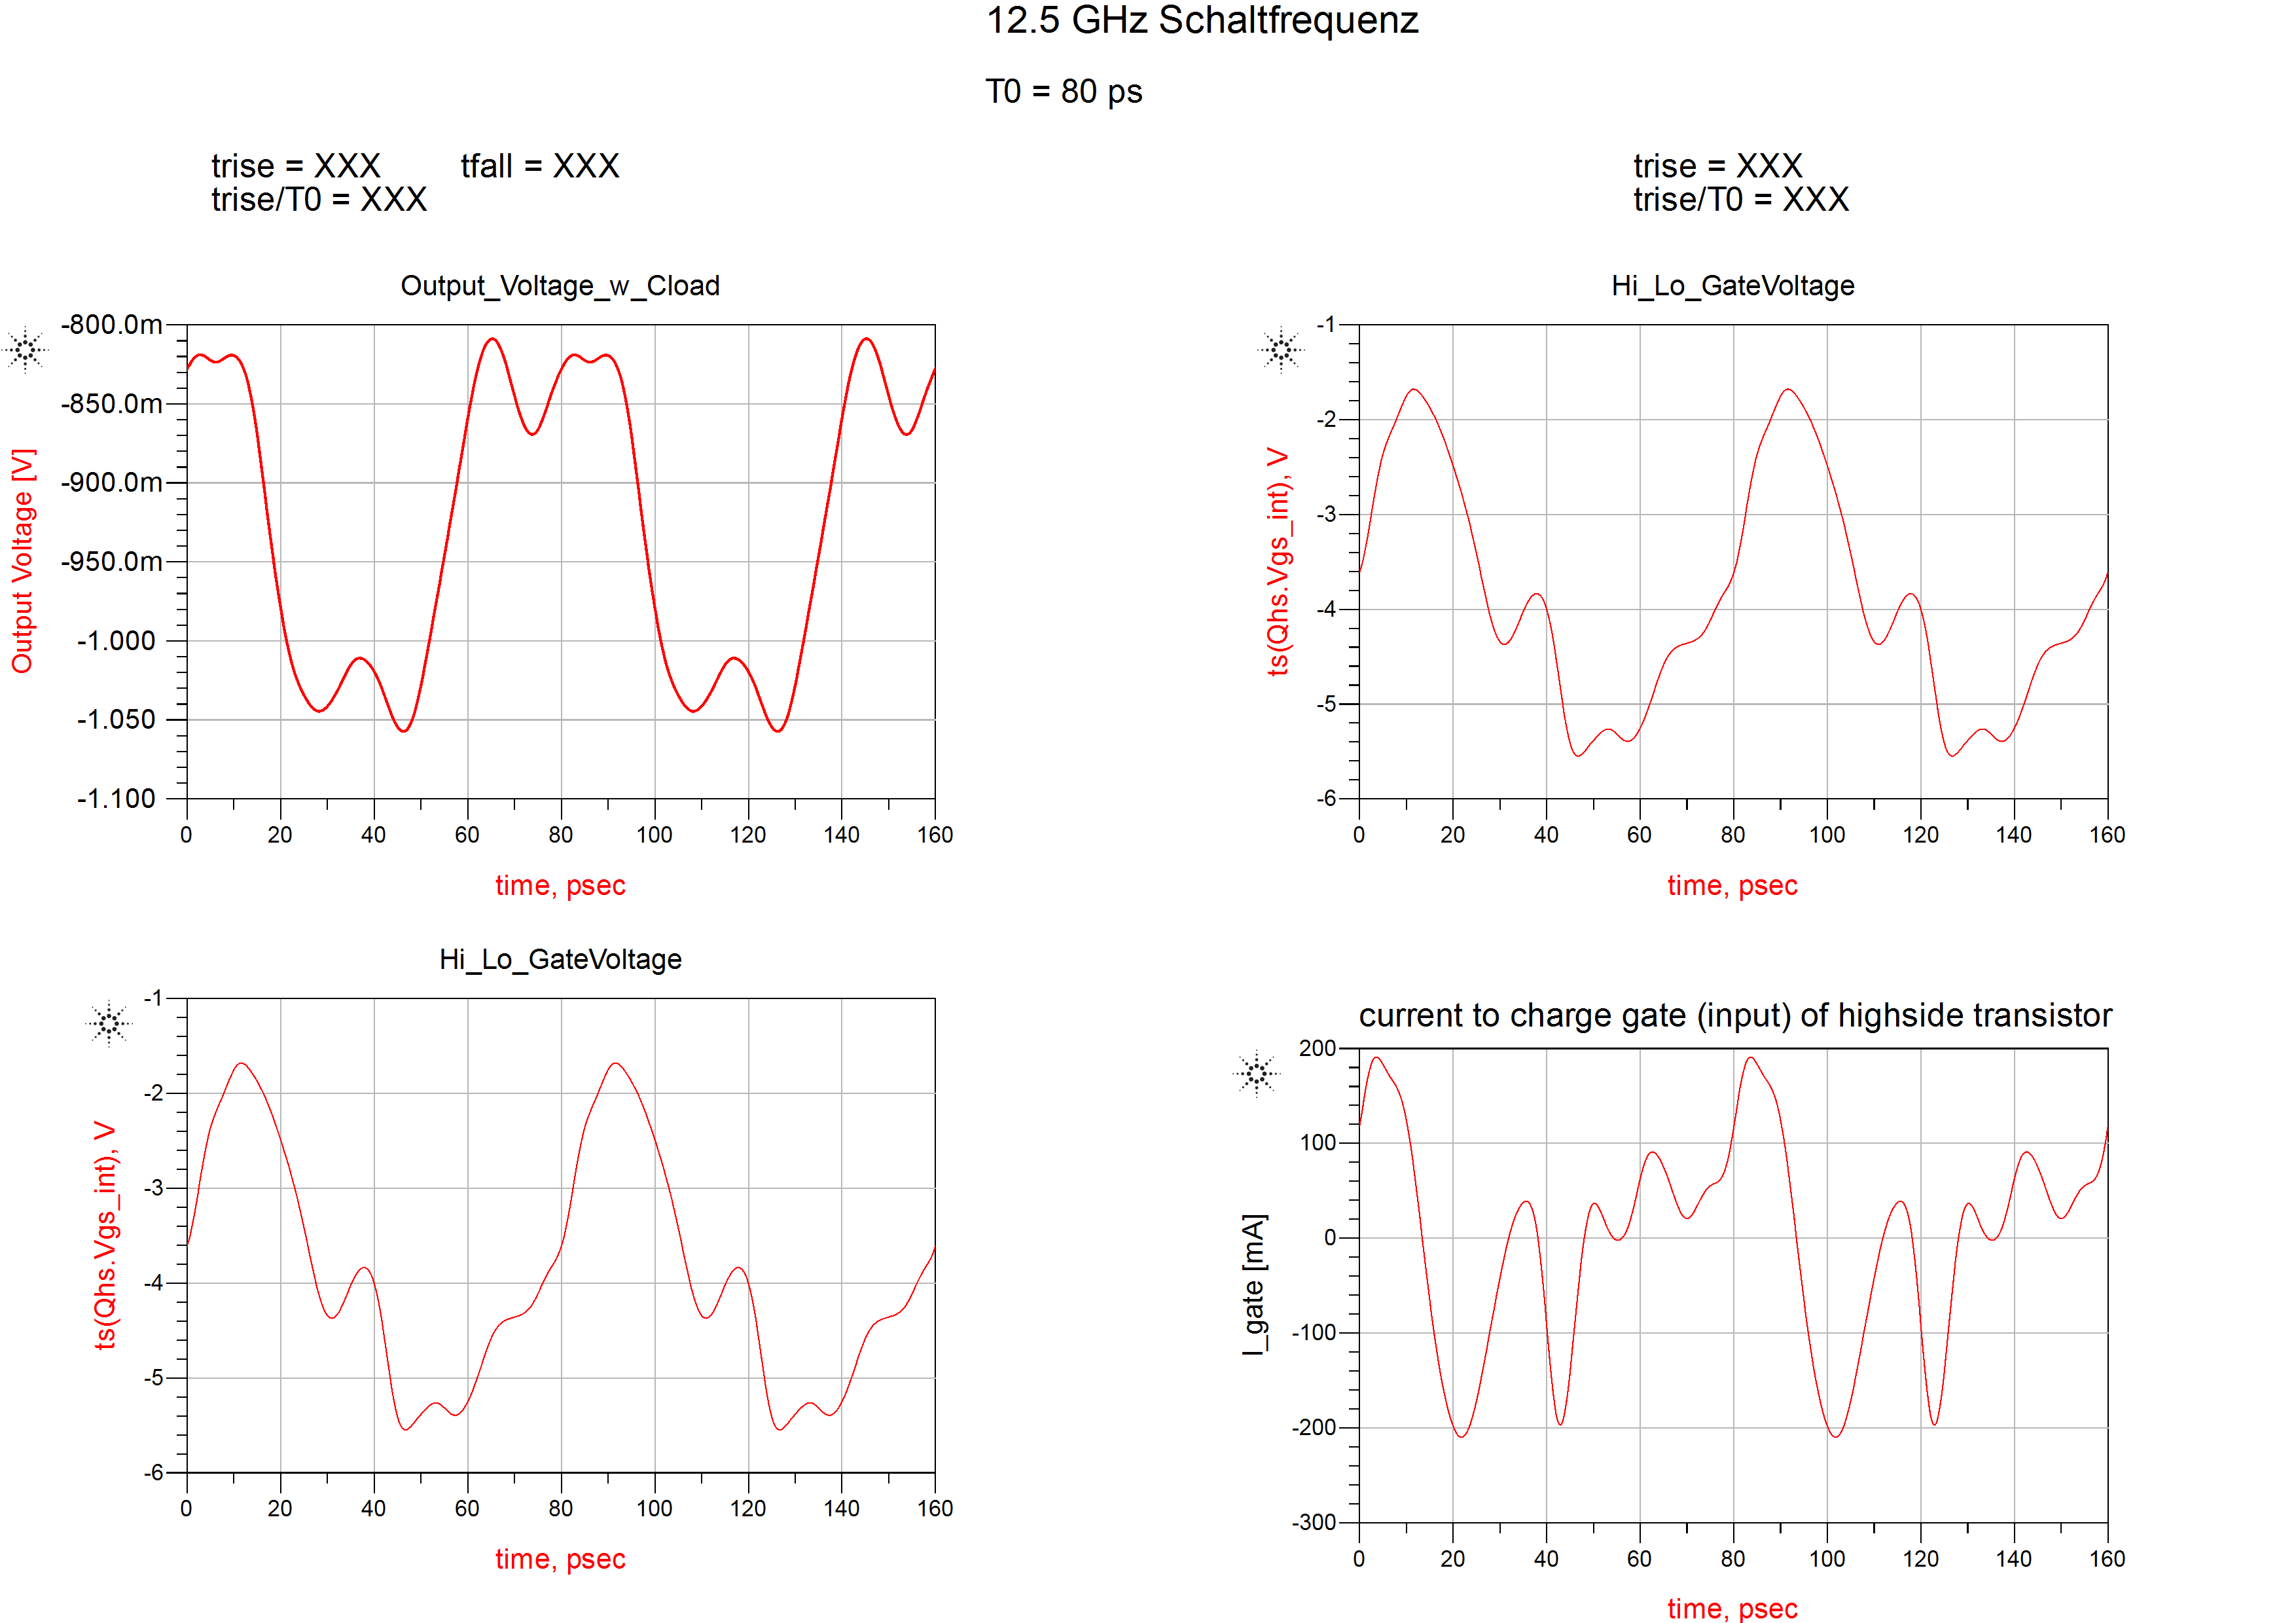 12.5 GHz Schaltfrequenz
T0 = 80 ps
trise = XXX tfall = XXX
trise/T0 = XXX
trise = XXX
trise/T0 = XXX
Output_Voltage_w_Cload
-800.0m
-850.0m
-900.0m
-950.0m
-1.000
-1.050
-1.100
Output Voltage [V]
0 20 40 60 80 100 120 140 160
time, psec
Hi_Lo_GateVoltage
-1
-2
-3
-4
-5
-6
ts(Qhs.Vgs_int), V
0 20 40 60 80 100 120 140 160
time, psec
Hi_Lo_GateVoltage
-1
-2
-3
-4
-5
-6
ts(Qhs.Vgs_int), V
0 20 40 60 80 100 120 140 160
time, psec
current to charge gate (input) of highside transistor
200
100
0
-100
-200
-300
I_gate [mA]
0 20 40 60 80 100 120 140 160
time, psec